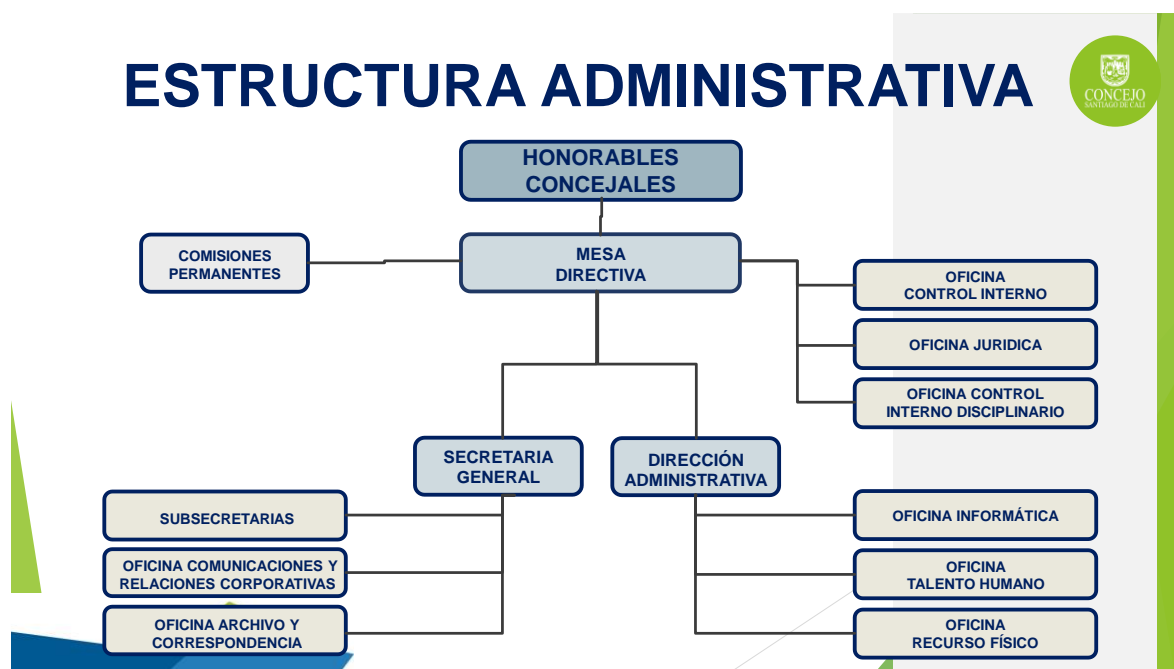 ESTRUCTURA ADMINISTRATIVA
CONCEJO
SANTIAGO DE CALI
HONORABLES
CONCEJALES
COMISIONES
PERMANENTES
MESA
DIRECTIVA
OFICINA
CONTROL INTERNO
OFICINA JURIDICA
OFICINA CONTROL
INTERNO DISCIPLINARIO
SECRETARIA
GENERAL
DIRECCIÓN
ADMINISTRATIVA
SUBSECRETARIAS
OFICINA COMUNICACIONES Y
RELACIONES CORPORATIVAS
OFICINA ARCHIVO Y
CORRESPONDENCIA
OFICINA INFORMÁTICA
OFICINA
TALENTO HUMANO
OFICINA
RECURSO FÍSICO